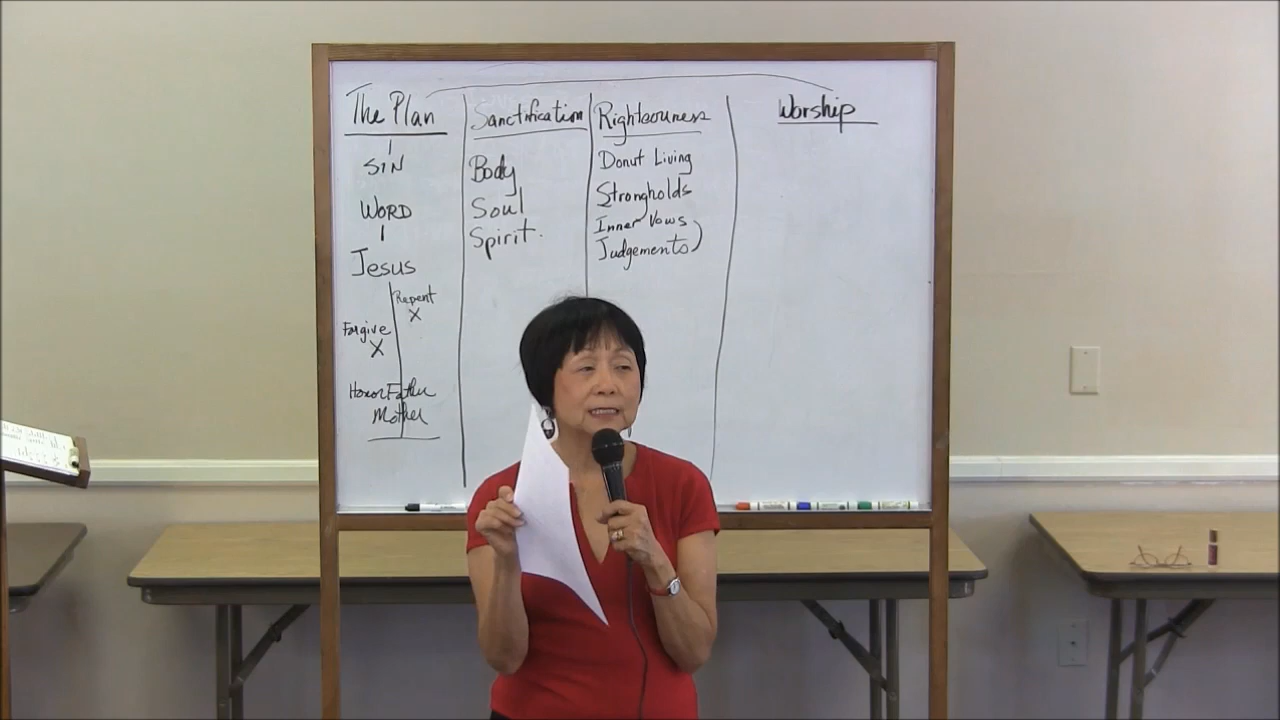 The Plan
SIN
WORD
Jesus
Repent
X
Forgive
X
Honor Father
Mother
Sanctification
Body
Soul
Spirit.
Righteousness
Donut Living
Strongholds
Inner Vows
Judgements)
Worship